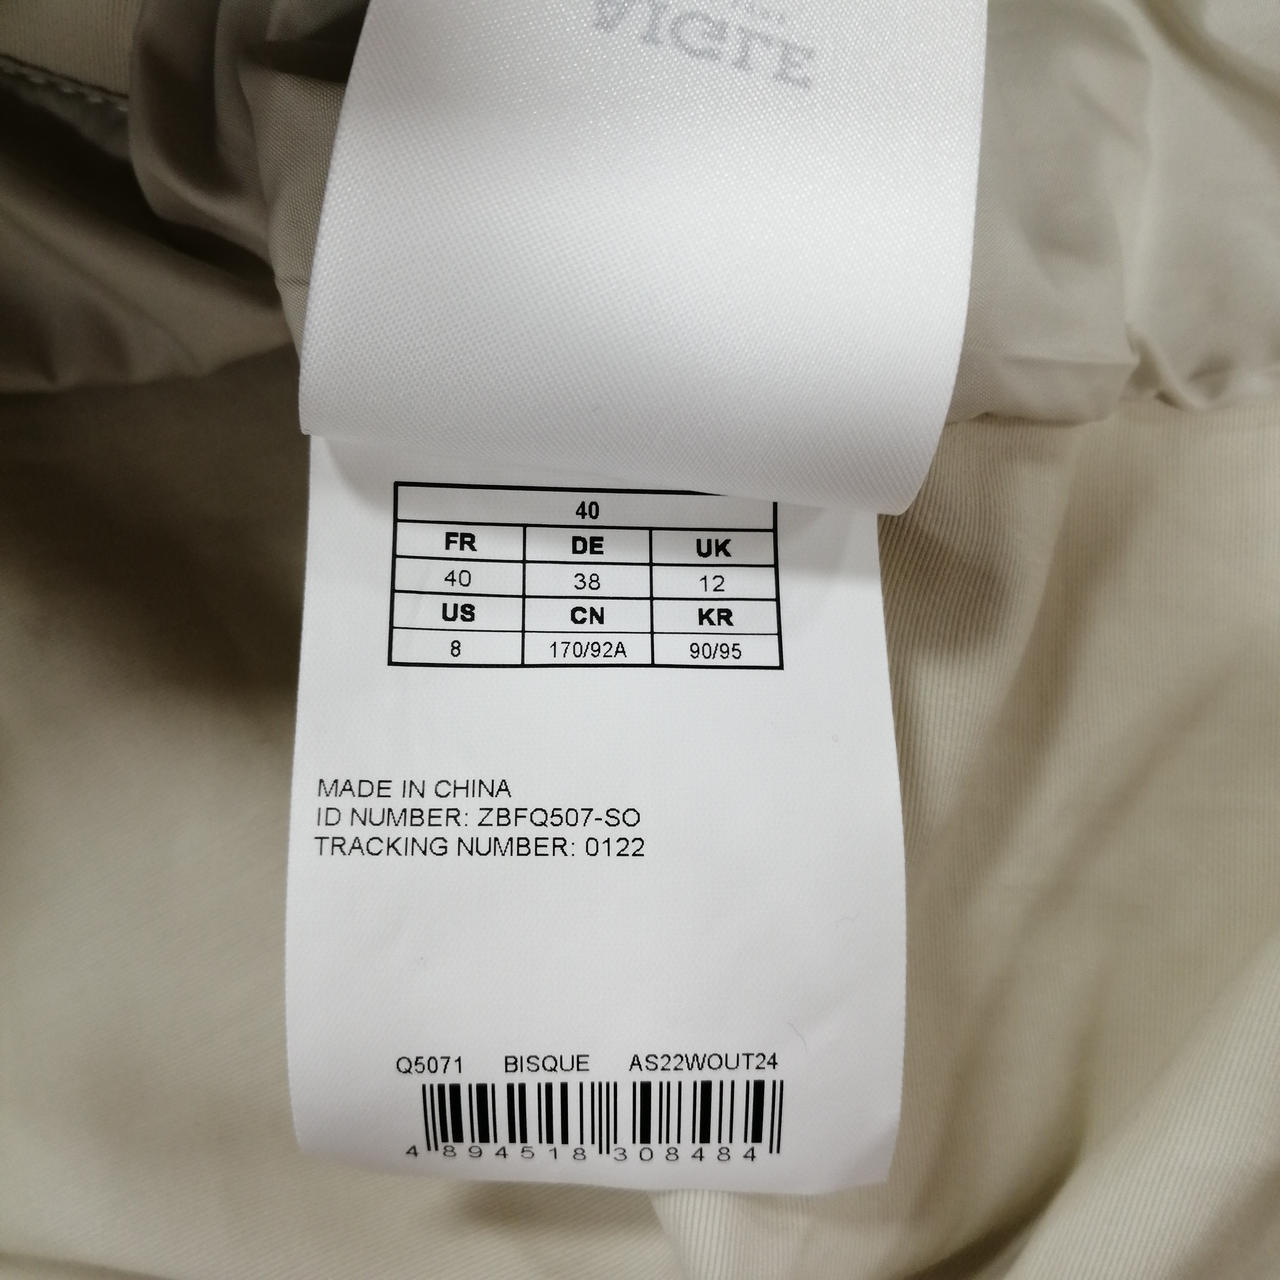 AIGLE
40
FR DE UK
40 38 12
US CN KR
8 170/92A 90/95
MADE IN CHINA
ID NUMBER: ZBFQ507-SO
TRACKING NUMBER: 0122
Q5071 BISQUE AS22WOUT24
4 894518 308484